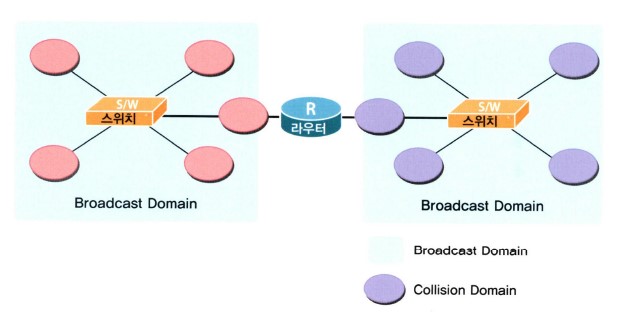 S/W
스위치
R
라우터
S/W
스위치
Broadcast Domain
Broadcast Domain
Broadcast Domain
Collision Domain